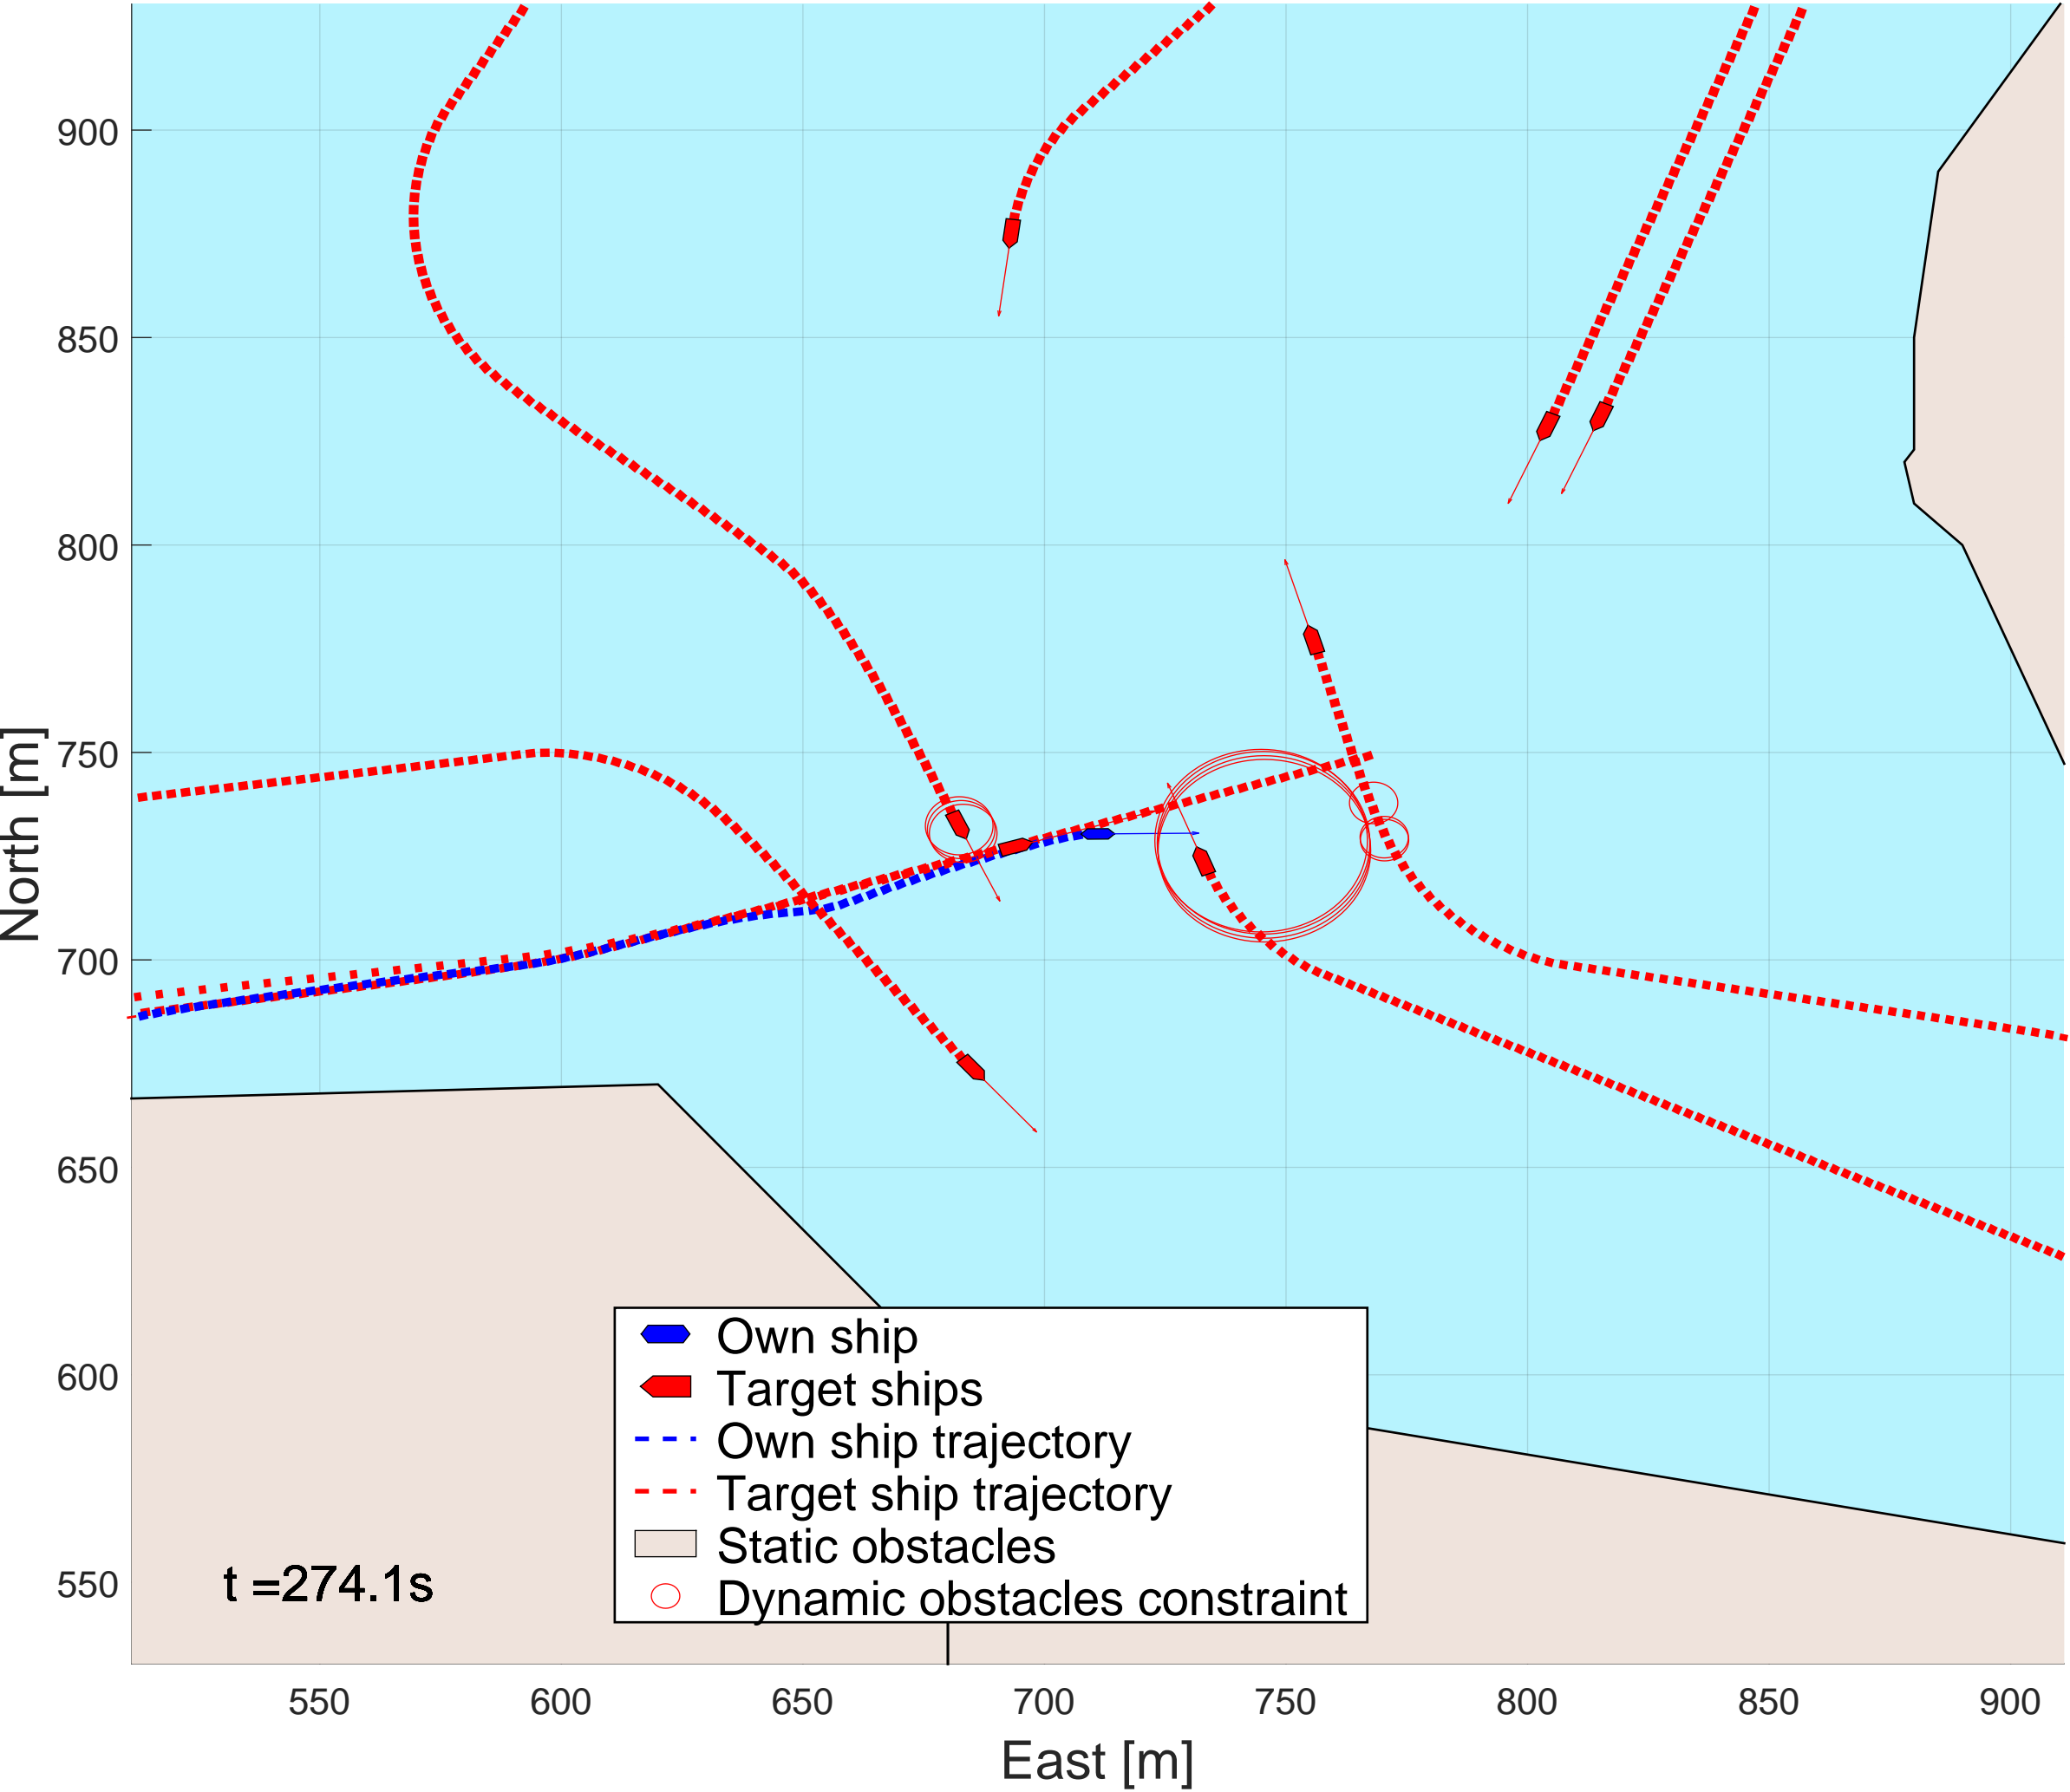 North [m]
900
850
800
750
700
650
600
550
Own ship
Target ships
Own ship trajectory
Target ship trajectory
Static obstacles
Dynamic obstacles constraint
t =274.1s
550 600 650 700 750 800 850 900
East [m]